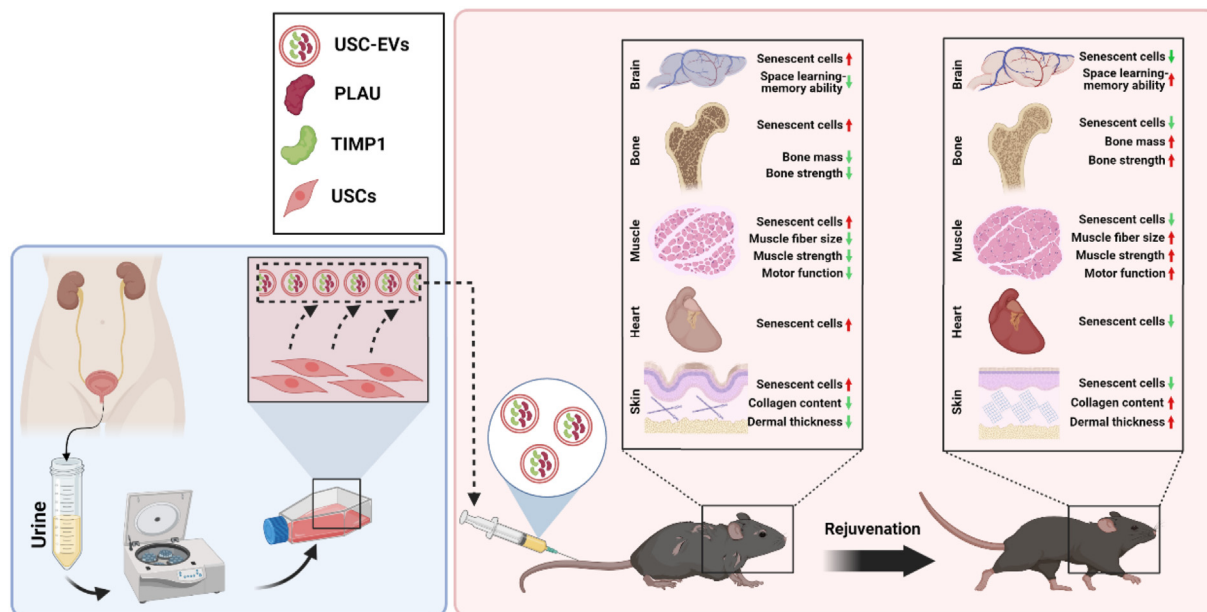 USC-EVs
PLAU
TIMP1
USCs
Urine
Brain
Senescent cells
Space learning-
memory ability
Bone
Senescent cells
Bone mass
Bone strength
Muscle
Senescent cells
Muscle fiber size
Muscle strength
Motor function
Heart
Senescent cells
Skin
Senescent cells
Collagen content
Dermal thickness
Rejuvenation
Brain
Senescent cells
Space learning-
memory ability
Bone
Senescent cells
Bone mass
Bone strength
Muscle
Senescent cells
Muscle fiber size
Muscle strength
Motor function
Heart
Senescent cells
Skin
Senescent cells
Collagen content
Dermal thickness